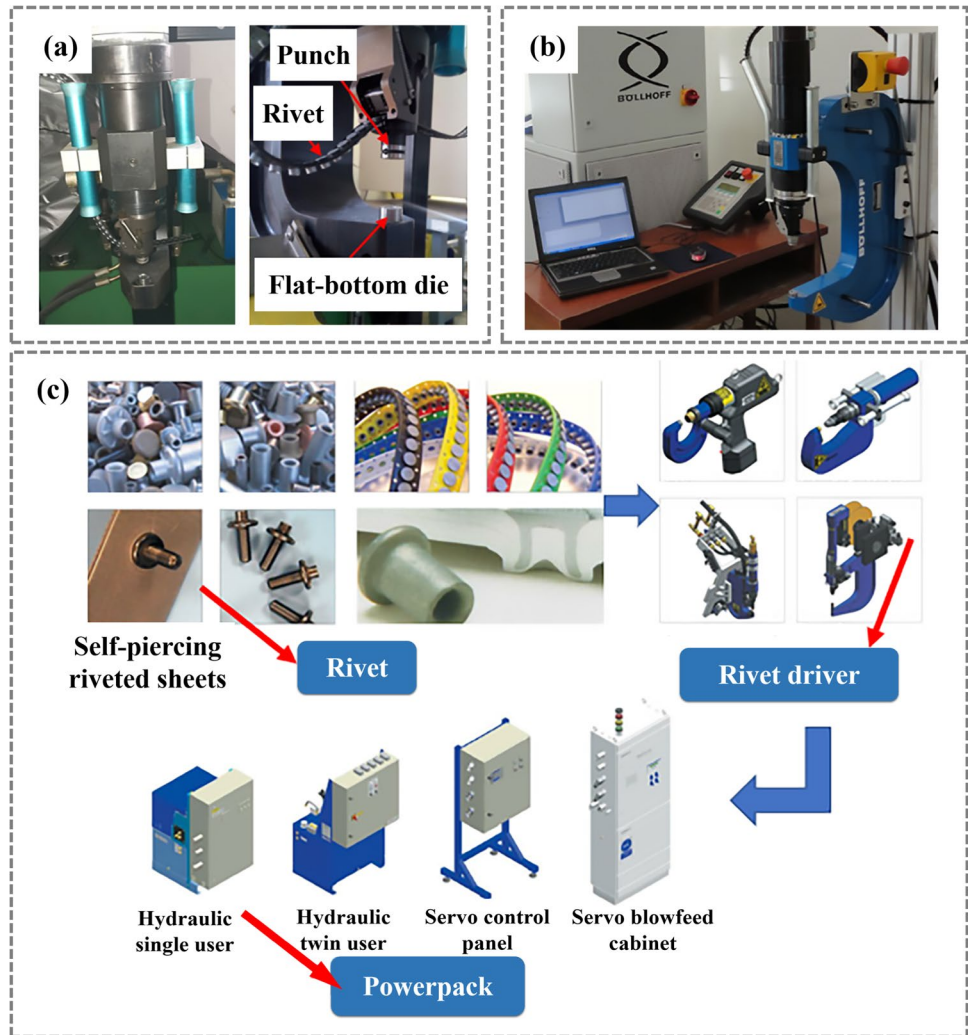 (a)
Punch
Rivet
Flat-bottom die
(b)
BÖLLHOFF
BÖLLHOFF
(c)
Self-piercing
riveted sheets
Rivet
Rivet driver
Hydraulic
single user
Hydraulic
twin user
Servo control
panel
Servo blowfeed
cabinet
Powerpack